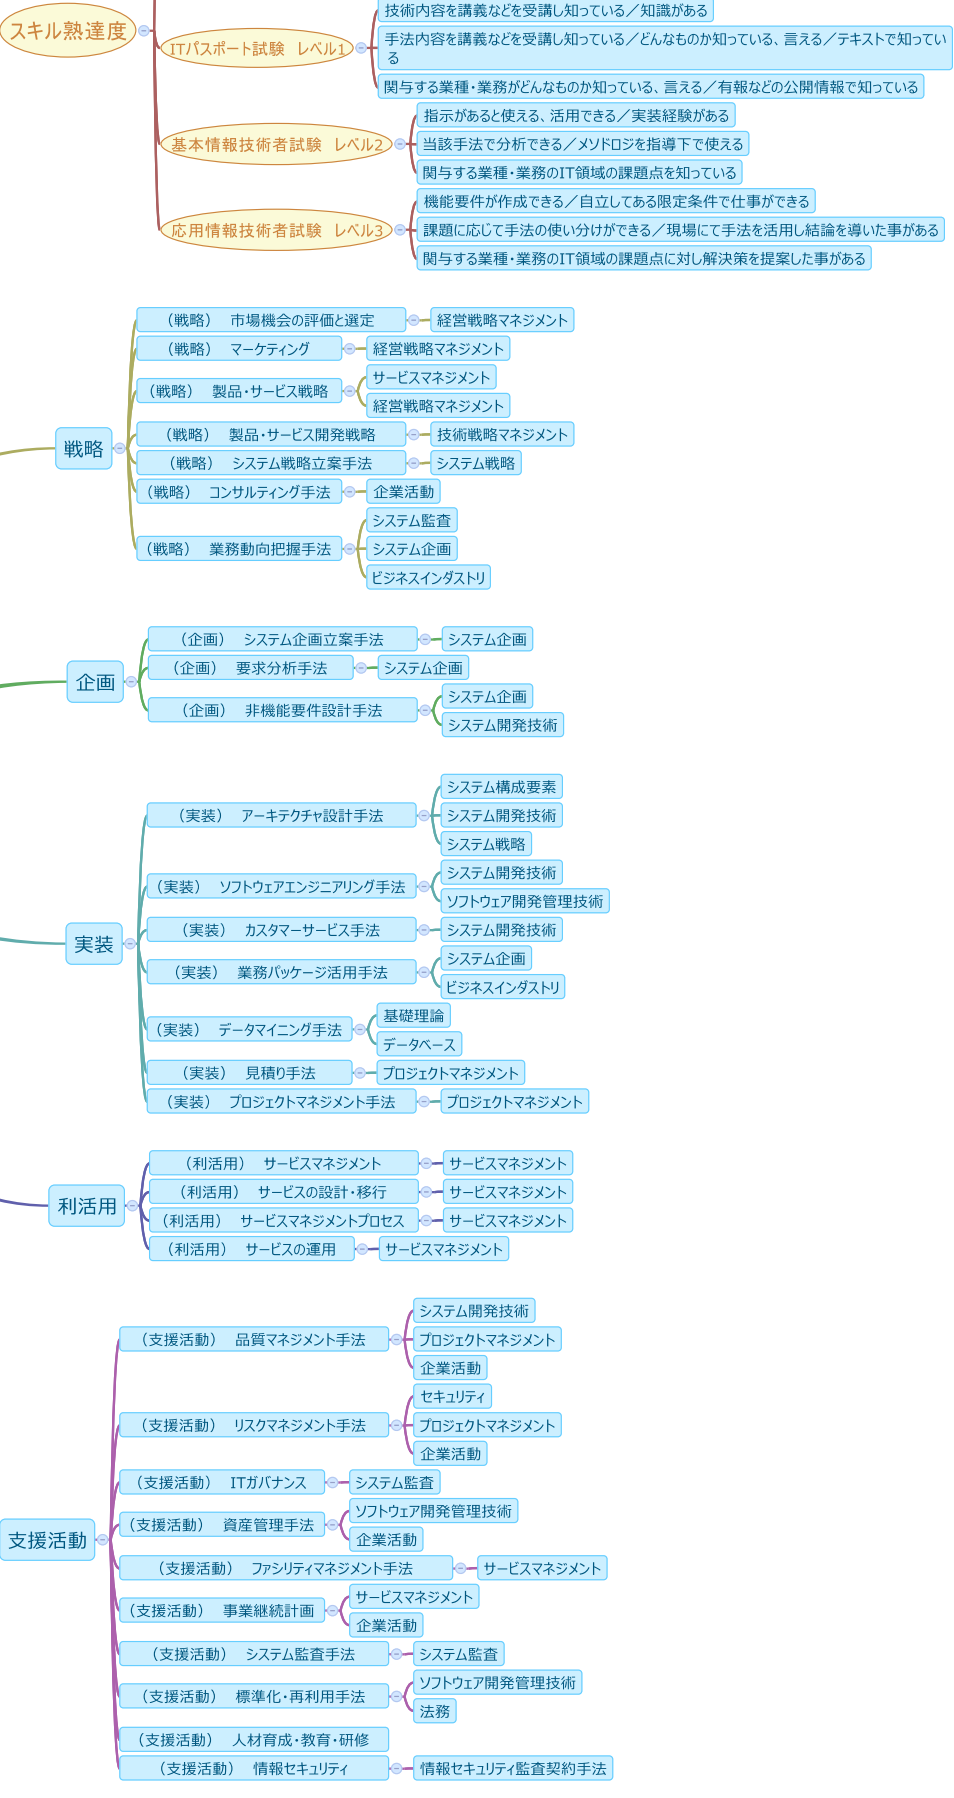 スキル熟達度
ITパスポート試験　レベル1
技術内容を講義などを受講し知っている／知識がある
手法内容を講義などを受講し知っている／どんなものか知っている、言える／テキストで知ってい
る
関与する業種・業務がどんなものか知っている、言える／有報などの公開情報で知っている
基本情報技術者試験　レベル2
指示があると使える、活用できる／実装経験がある
当該手法で分析できる／メソドロジを指導下で使える
関与する業種・業務のIT領域の課題点を知っている
応用情報技術者試験　レベル3
機能要件が作成できる／自立してある限定条件で仕事ができる
課題に応じて手法の使い分けができる／現場にて手法を活用し結論を導いた事がある
関与する業種・業務のIT領域の課題点に対し解決策を提案した事がある
戦略
（戦略）　市場機会の評価と選定
経営戦略マネジメント
（戦略）　マーケティング
経営戦略マネジメント
（戦略）　製品・サービス戦略
サービスマネジメント
経営戦略マネジメント
（戦略）　製品・サービス開発戦略
技術戦略マネジメント
（戦略）　システム戦略立案手法
システム戦略
（戦略）　コンサルティング手法
企業活動
（戦略）　業務動向把握手法
システム監査
システム企画
ビジネスインダストリ
企画
（企画）　システム企画立案手法
システム企画
（企画）　要求分析手法
システム企画
（企画）　非機能要件設計手法
システム企画
システム開発技術
実装
（実装）　アーキテクチャ設計手法
システム構成要素
システム開発技術
システム戦略
（実装）　ソフトウェアエンジニアリング手法
システム開発技術
ソフトウェア開発管理技術
（実装）　カスタマーサービス手法
システム開発技術
（実装）　業務パッケージ活用手法
システム企画
ビジネスインダストリ
（実装）　データマイニング手法
基礎理論
データベース
（実装）　見積り手法
プロジェクトマネジメント
（実装）　プロジェクトマネジメント手法
プロジェクトマネジメント
利活用
（利活用）　サービスマネジメント
サービスマネジメント
（利活用）　サービスの設計・移行
サービスマネジメント
（利活用）　サービスマネジメントプロセス
サービスマネジメント
（利活用）　サービスの運用
サービスマネジメント
支援活動
（支援活動）　品質マネジメント手法
システム開発技術
プロジェクトマネジメント
企業活動
（支援活動）　リスクマネジメント手法
セキュリティ
プロジェクトマネジメント
企業活動
（支援活動）　ITガバナンス
システム監査
（支援活動）　資産管理手法
ソフトウェア開発管理技術
企業活動
（支援活動）　ファシリティマネジメント手法
サービスマネジメント
（支援活動）　事業継続計画
サービスマネジメント
企業活動
（支援活動）　システム監査手法
システム監査
（支援活動）　標準化・再利用手法
ソフトウェア開発管理技術
法務
（支援活動）　人材育成・教育・研修
（支援活動）　情報セキュリティ
情報セキュリティ監査契約手法